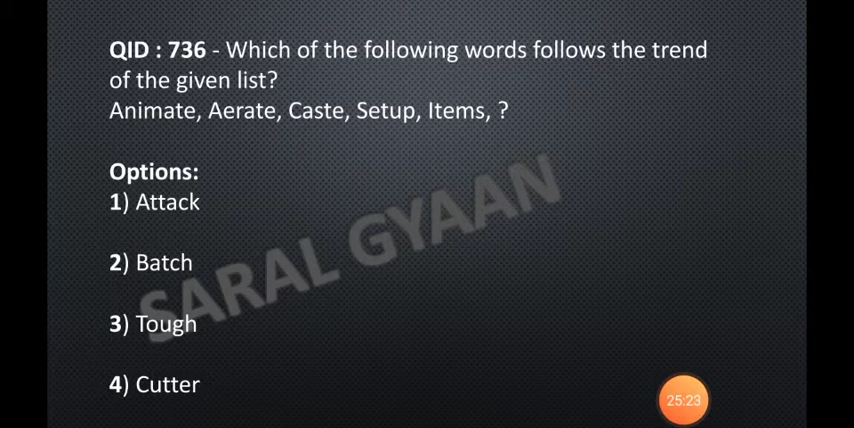 QID : 736 - Which of the following words follows the trend
of the given list?
Animate, Aerate, Caste, Setup, Items, ?
Options:
1) Attack
SARAL GYAAN
2) Batch
3) Tough
4) Cutter
25:23